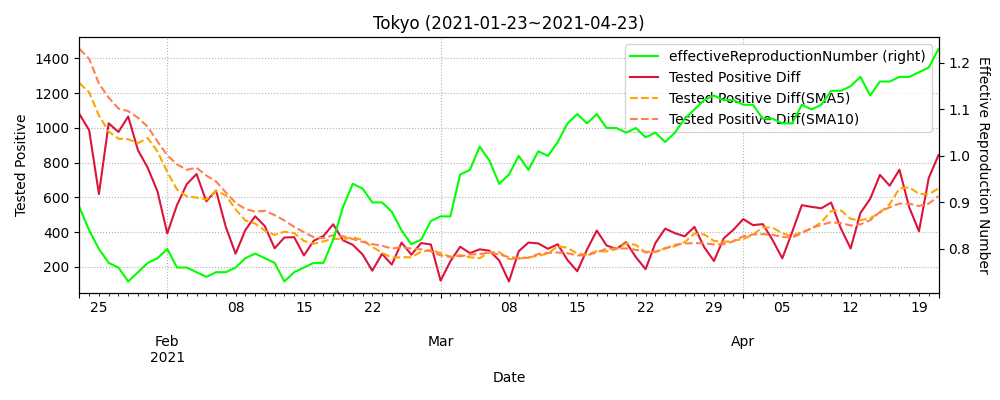 Tokyo (2021-01-23~2021-04-23)
effectiveReproductionNumber (right)
Tested Positive Diff
Tested Positive Diff(SMA5)
Tested Positive Diff(SMA10)
Tested Positive
1400
1200
1000
800
600
400
200
1.2
1.1
1.0
0.9
0.8
Effective Reproduction Number
25 08 15 22 08 15 22 29 05 12 19
Feb Mar Apr
2021
Date